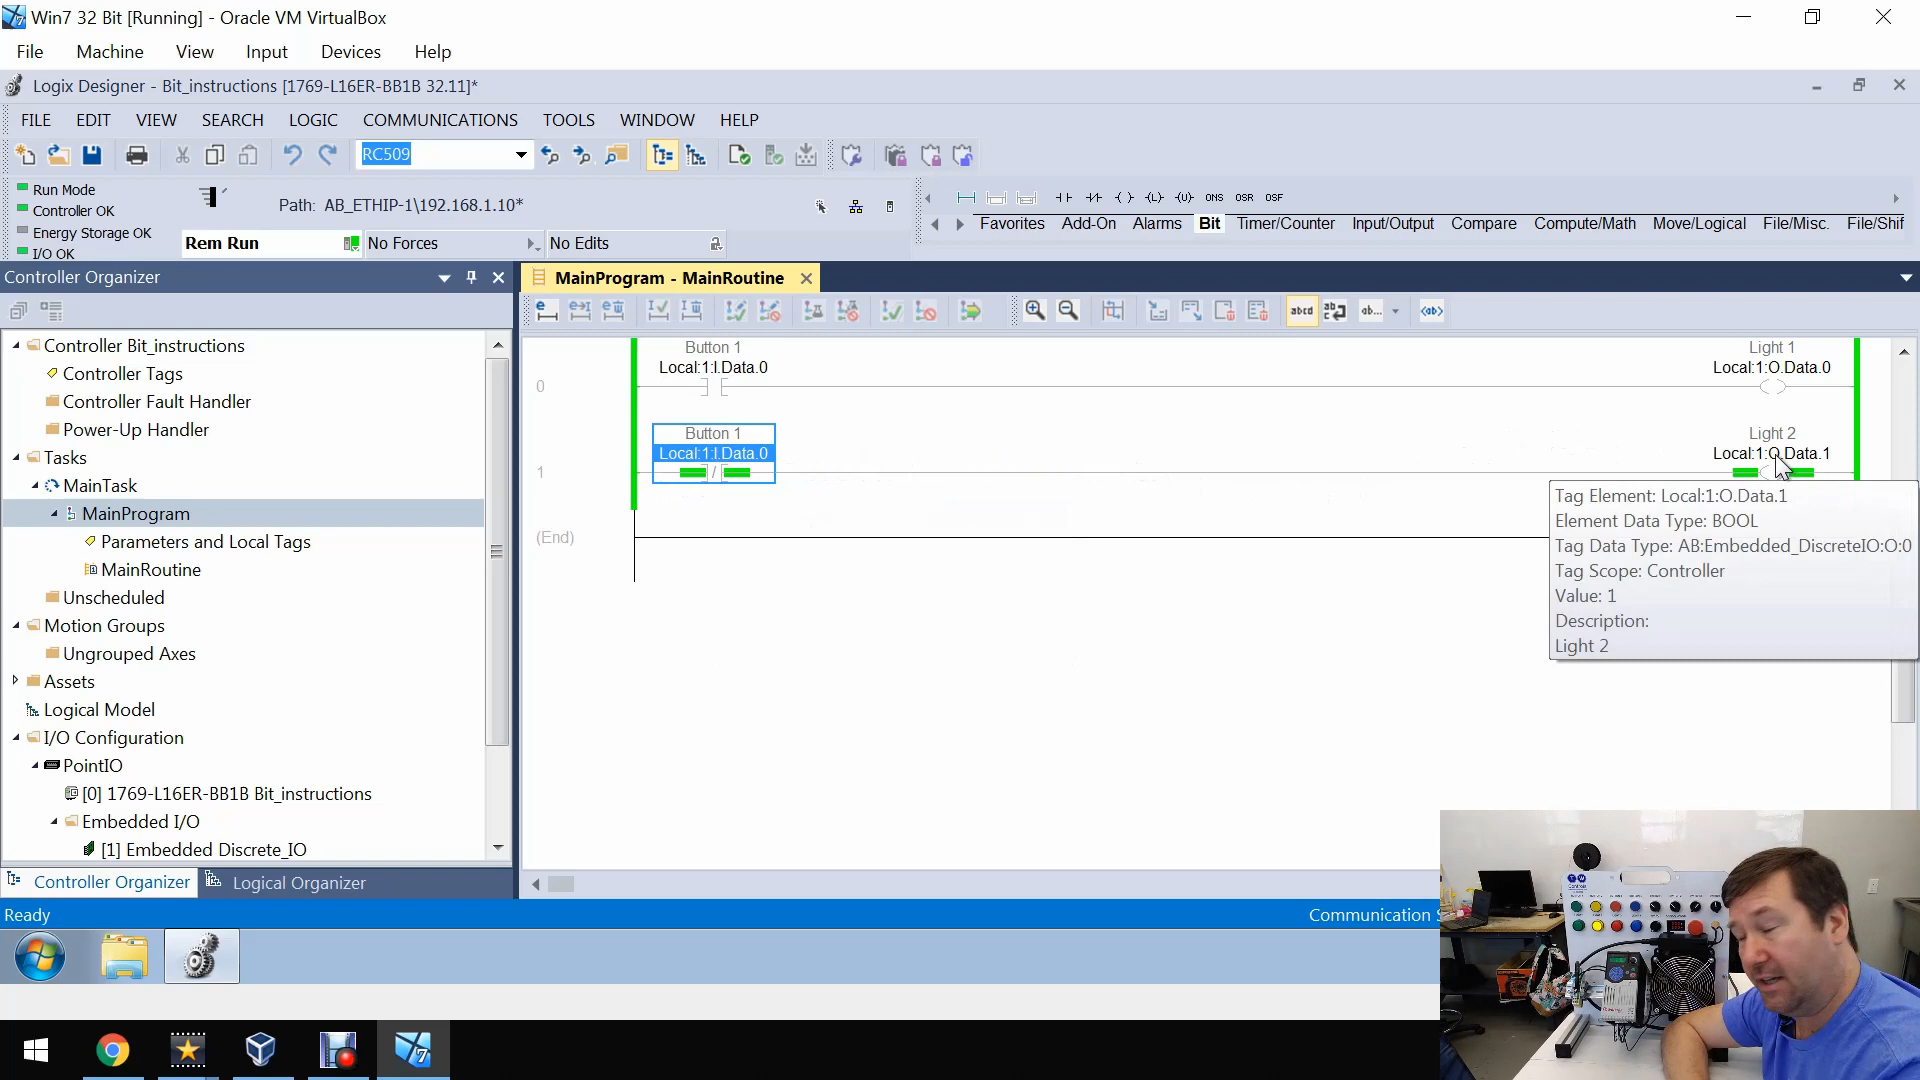 Win7 32 Bit [Running] - Oracle VM VirtualBox
File Machine View Input Devices Help
Logix Designer - Bit_instructions [1769-L16ER-BB1B 32.11]*
FILE EDIT VIEW SEARCH LOGIC COMMUNICATIONS TOOLS WINDOW HELP
RC509
Run Mode
Controller OK
Energy Storage OK
I/O OK
Path: AB_ETHIP-1\192.168.1.10*
Rem Run No Forces No Edits
(L) (U) ONS OSR OSF
Favorites Add-On Alarms Bit Timer/Counter Input/Output Compare Compute/Math Move/Logical File/Misc. File/Shif
Controller Organizer
MainProgram - MainRoutine
abcd ab ab...
Controller Bit_instructions
Controller Tags
Controller Fault Handler
Power-Up Handler
Tasks
MainTask
MainProgram
Parameters and Local Tags
MainRoutine
Unscheduled
Motion Groups
Ungrouped Axes
Assets
Logical Model
I/O Configuration
PointIO
[0] 1769-L16ER-BB1B Bit_instructions
Embedded I/O
[1] Embedded Discrete_IO
Controller Organizer Logical Organizer
Button 1 Light 1
Local:1:I.Data.0 Local:1:O.Data.0
0
Button 1 Light 2
Local:1:I.Data.0 Local:1:O.Data.1
1
(End)
Tag Element: Local:1:O.Data.1
Element Data Type: BOOL
Tag Data Type: AB:Embedded_DiscreteIO:O:0
Tag Scope: Controller
Value: 1
Description:
Light 2
Ready
Communication S
7